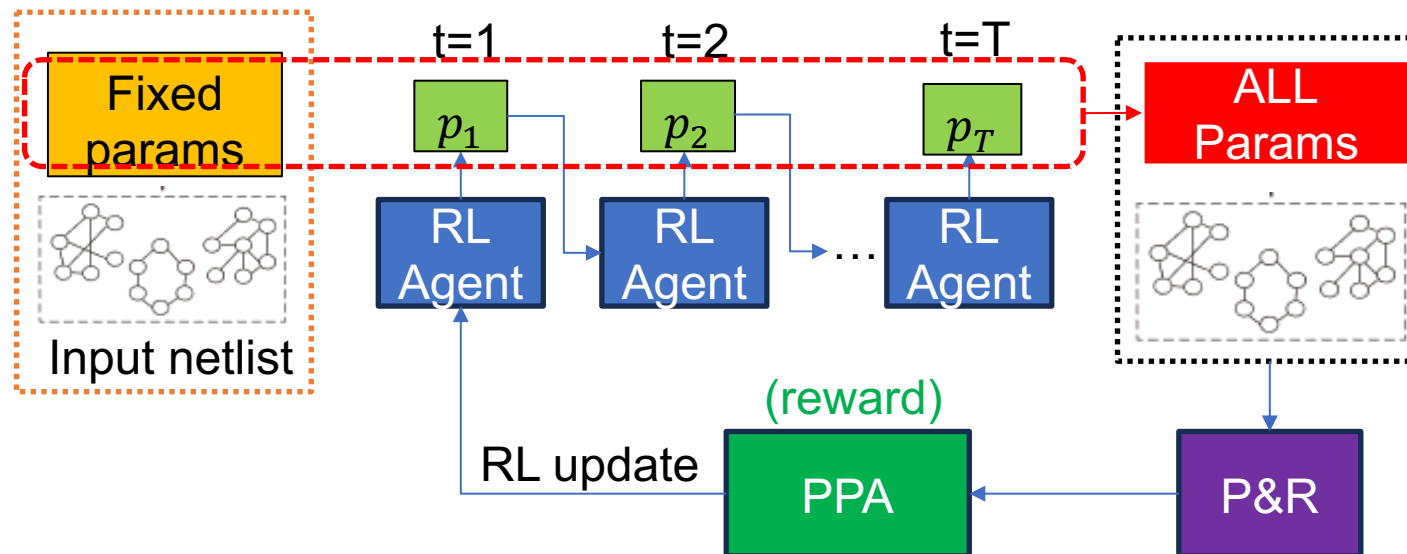 t=1
t=2
t=T
Fixed
params
p₁
p₂
p_T
ALL
Params
RL
Agent
RL
Agent
...
RL
Agent
Input netlist
(reward)
RL update
PPA
P&R